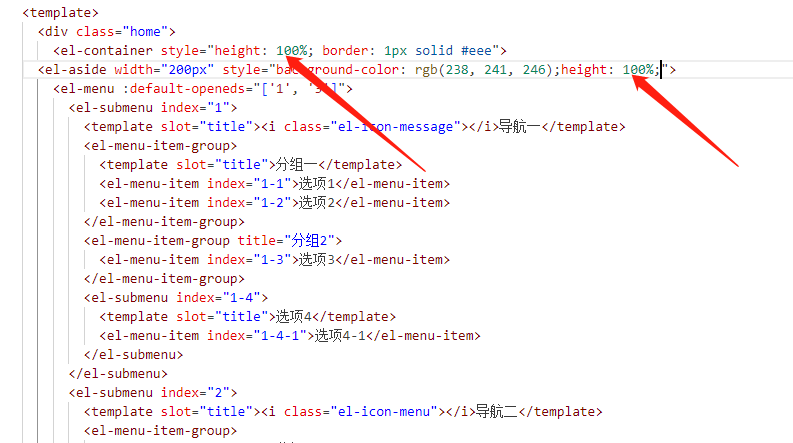 <template>
<div class="home">
<el-container style="height: 100%; border: 1px solid #eee">
<el-aside width="200px" style="background-color: rgb(238, 241, 246);height: 100%;">
<el-menu :default-openeds="['1', '3']">
<el-submenu index="1">
<template slot="title"><i class="el-icon-message"></i>导航一</template>
<el-menu-item-group>
<template slot="title">分组一</template>
<el-menu-item index="1-1">选项1</el-menu-item>
<el-menu-item index="1-2">选项2</el-menu-item>
</el-menu-item-group>
<el-menu-item-group title="分组2">
<el-menu-item index="1-3">选项3</el-menu-item>
</el-menu-item-group>
<el-submenu index="1-4">
<template slot="title">选项4</template>
<el-menu-item index="1-4-1">选项4-1</el-menu-item>
</el-submenu>
</el-submenu>
<el-submenu index="2">
<template slot="title"><i class="el-icon-menu"></i>导航二</template>
<el-menu-item-group>